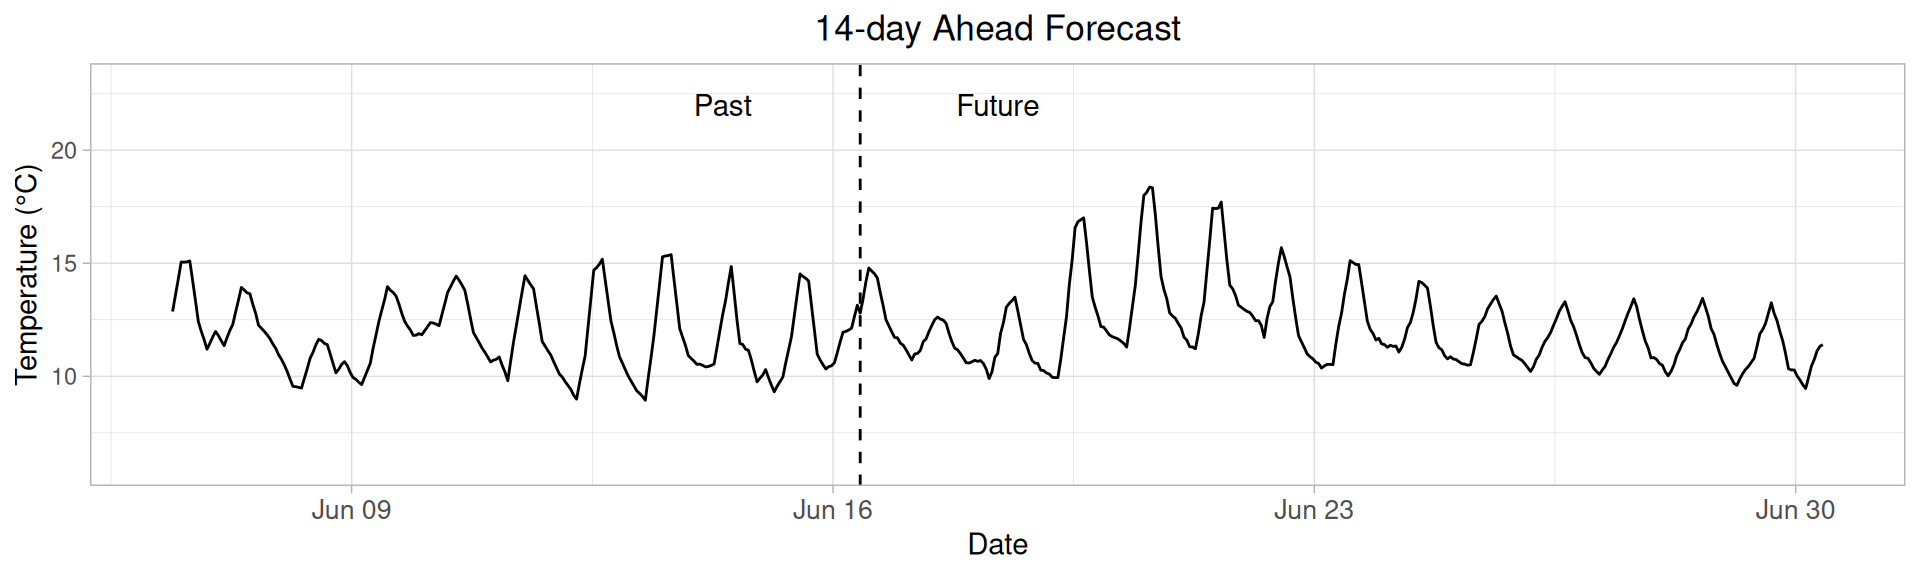 14-day Ahead Forecast
Past
Future
20
15
10
Temperature (°C)
Jun 09
Jun 16
Jun 23
Jun 30
Date